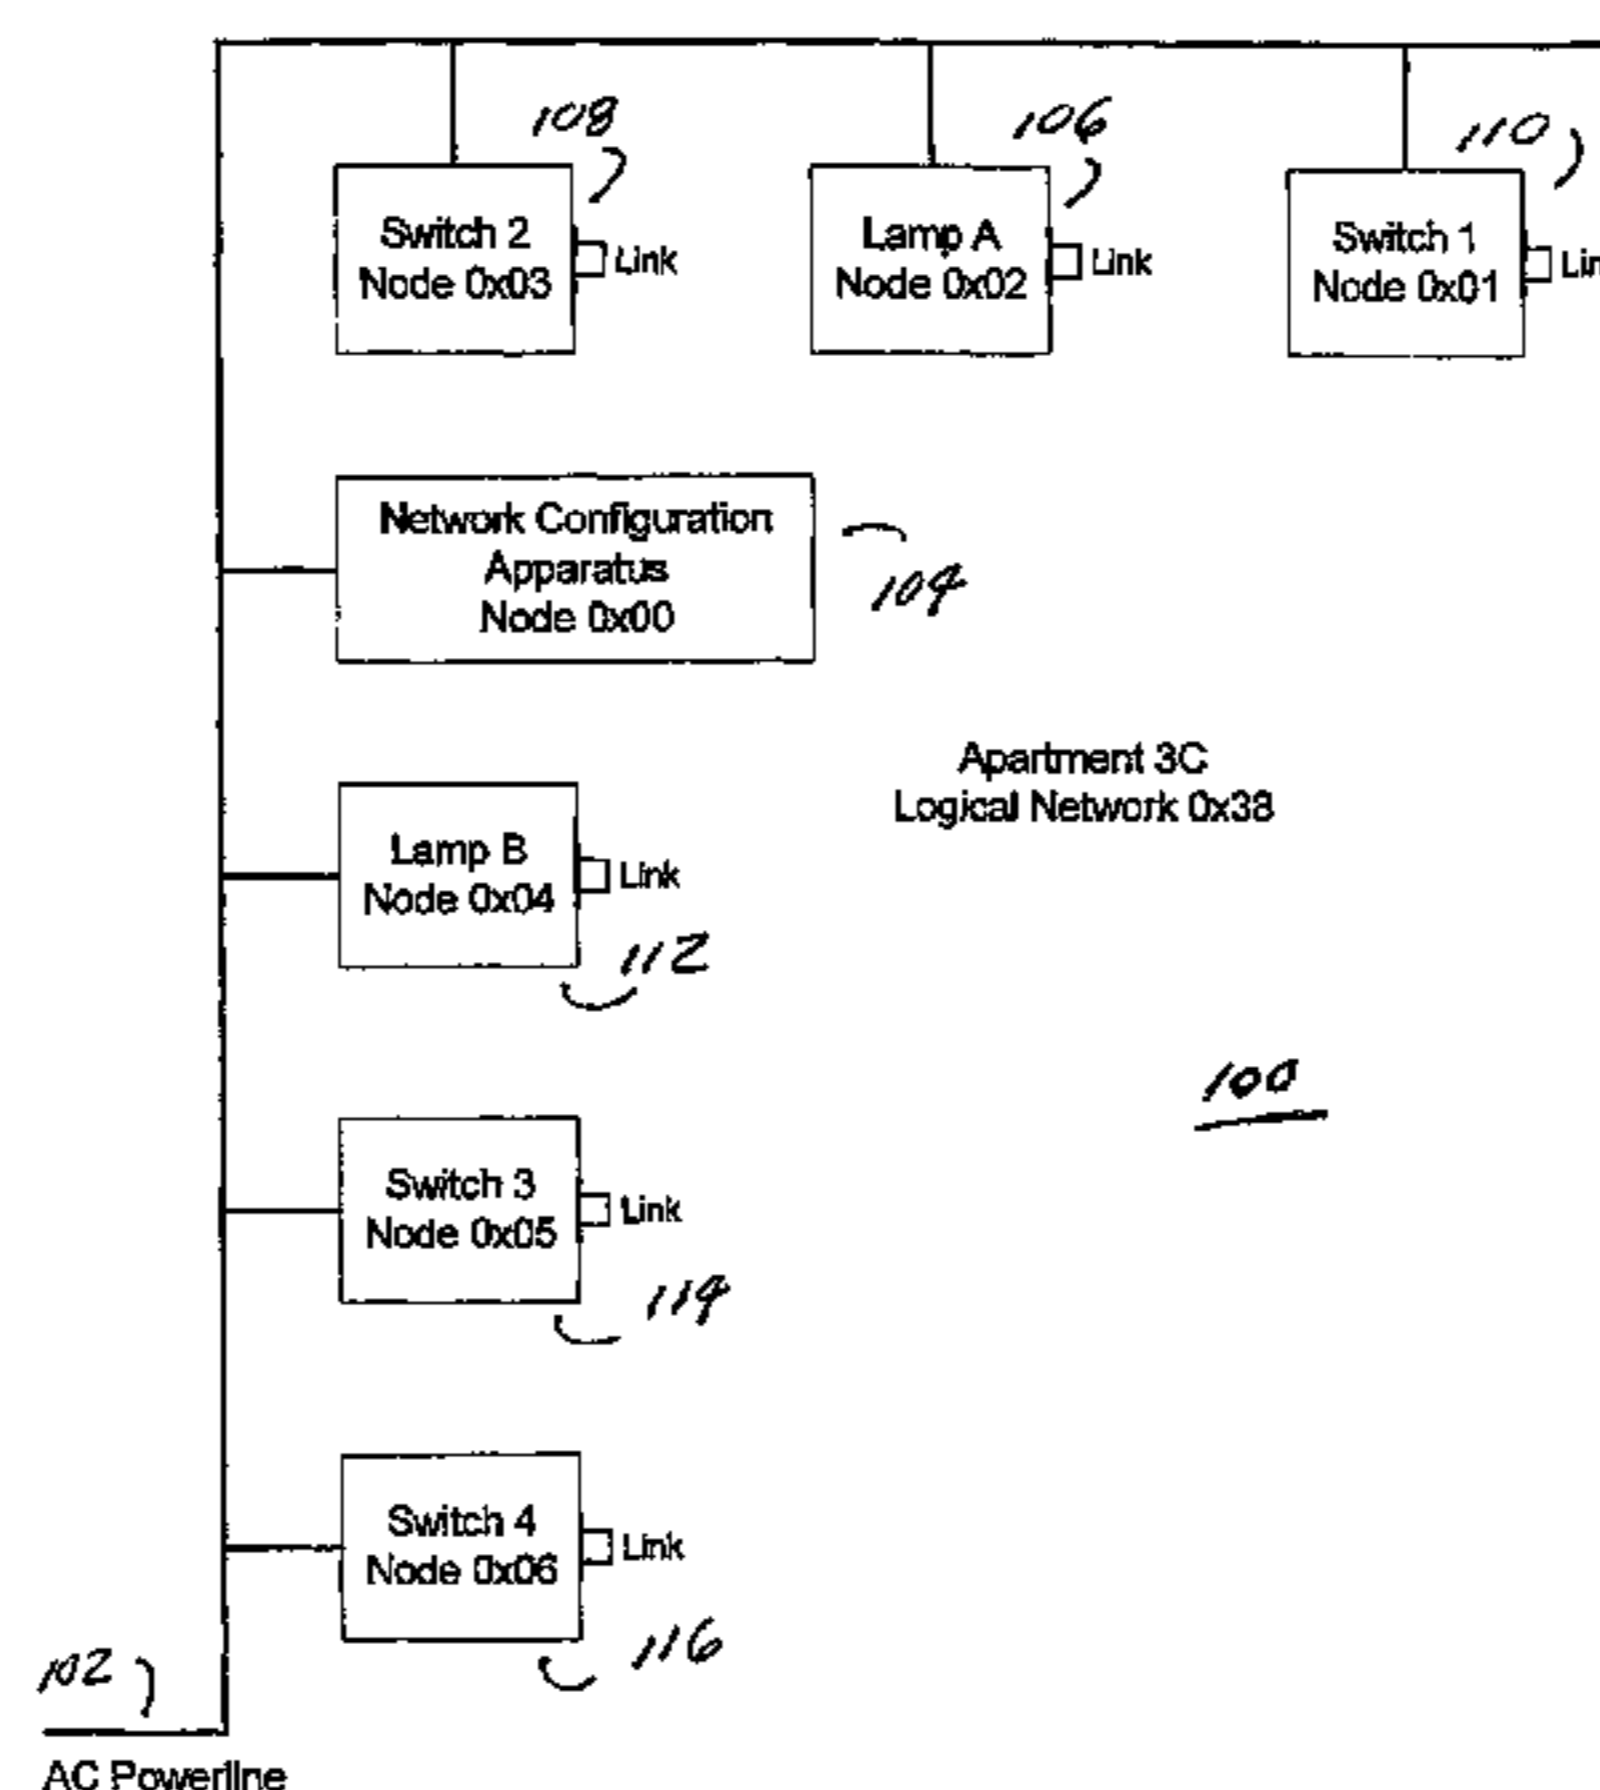 108
106
110
Switch 2
Node 0x03
Link
Lamp A
Node 0x02
Link
Switch 1
Node 0x01
Lin
Network Configuration
Apparatus
Node 0x00
104
Apartment 3C
Logical Network 0x38
Lamp B
Node 0x04
Link
112
100
Switch 3
Node 0x05
Link
114
Switch 4
Node 0x06
Link
116
102
AC Powerline